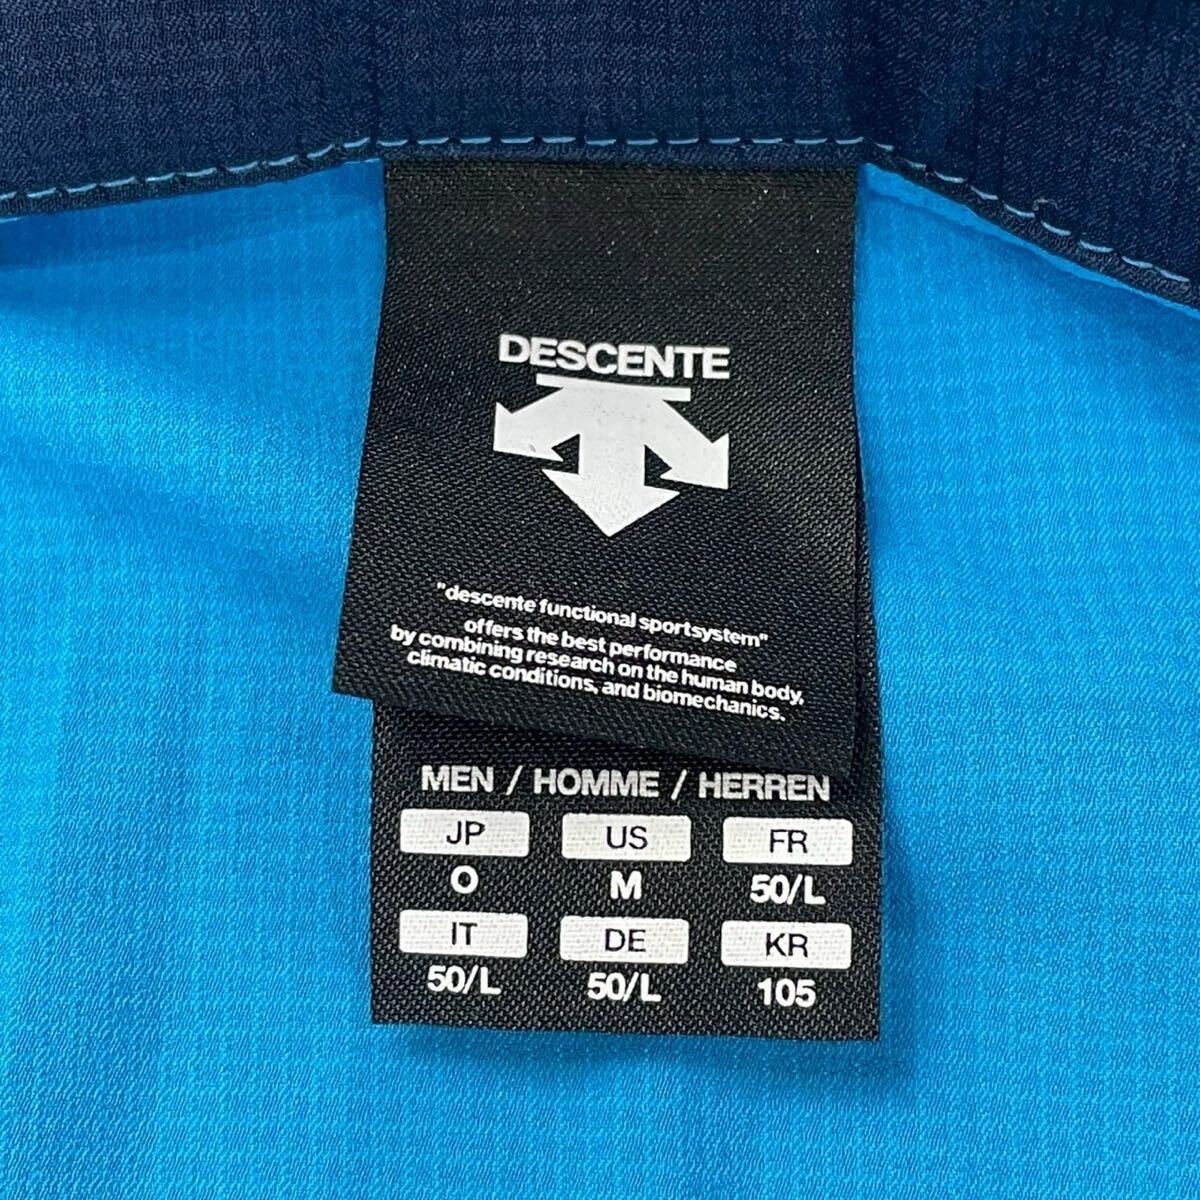 DESCENTE
"descente functional sportsystem"
offers the best performance
by combining research on the human body,
climatic conditions, and biomechanics.
MEN / HOMME / HERREN
JP US FR
O M 50/L
IT DE KR
50/L 50/L 105